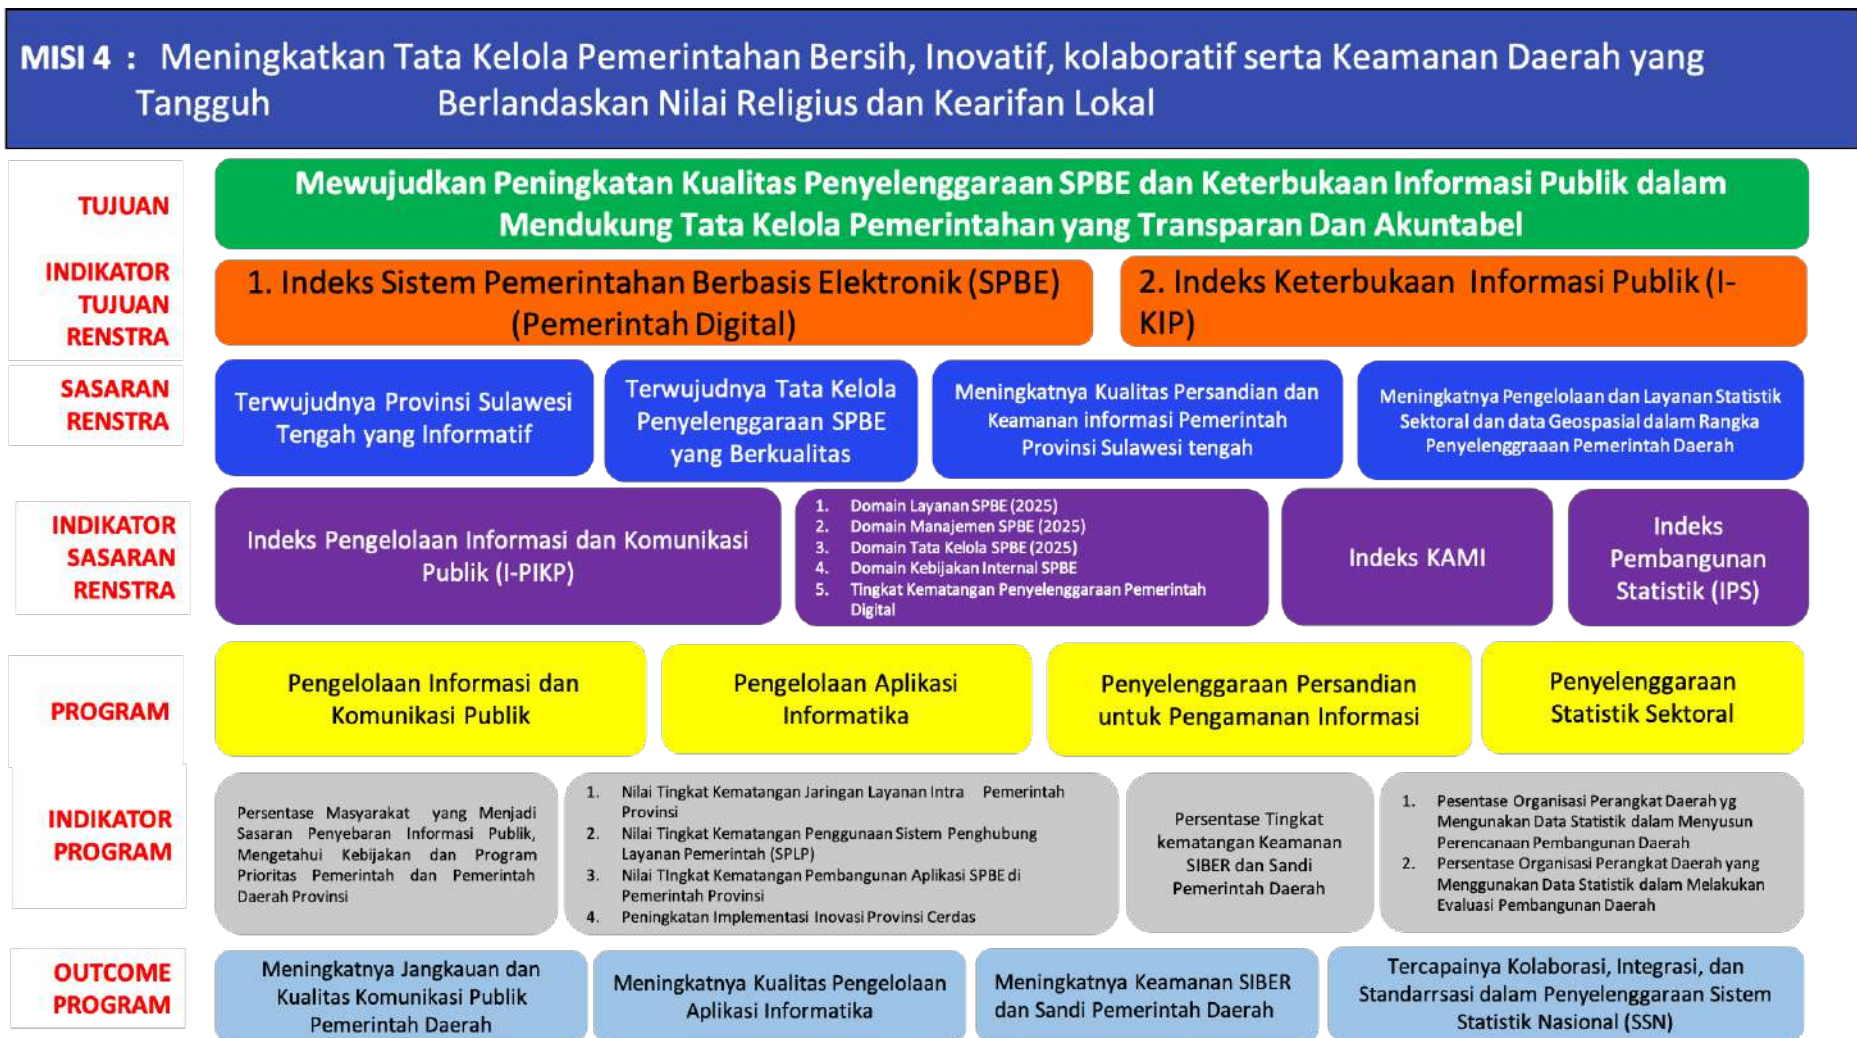 MISI 4 : Meningkatkan Tata Kelola Pemerintahan Bersih, Inovatif, kolaboratif serta Keamanan Daerah yang
Tangguh Berlandaskan Nilai Religius dan Kearifan Lokal
TUJUAN
Mewujudkan Peningkatan Kualitas Penyelenggaraan SPBE dan Keterbukaan Informasi Publik dalam
Mendukung Tata Kelola Pemerintahan yang Transparan Dan Akuntabel
INDIKATOR
TUJUAN
RENSTRA
1. Indeks Sistem Pemerintahan Berbasis Elektronik (SPBE)
(Pemerintah Digital)
2. Indeks Keterbukaan Informasi Publik (I-
KIP)
SASARAN
RENSTRA
Terwujudnya Provinsi Sulawesi
Tengah yang Informatif
Terwujudnya Tata Kelola
Penyelenggaraan SPBE
yang Berkualitas
Meningkatnya Kualitas Persandian dan
Keamanan informasi Pemerintah
Provinsi Sulawesi tengah
Meningkatnya Pengelolaan dan Layanan Statistik
Sektoral dan data Geospasial dalam Rangka
Penyelenggraaan Pemerintah Daerah
INDIKATOR
SASARAN
RENSTRA
Indeks Pengelolaan Informasi dan Komunikasi
Publik (I-PIKP)
1. Domain Layanan SPBE (2025)
2. Domain Manajemen SPBE (2025)
3. Domain Tata Kelola SPBE (2025)
4. Domain Kebijakan Internal SPBE
5. Tingkat Kematangan Penyelenggaraan Pemerintah
Digital
Indeks KAMI
Indeks
Pembangunan
Statistik (IPS)
PROGRAM
Pengelolaan Informasi dan
Komunikasi Publik
Pengelolaan Aplikasi
Informatika
Penyelenggaraan Persandian
untuk Pengamanan Informasi
Penyelenggaraan
Statistik Sektoral
INDIKATOR
PROGRAM
Persentase Masyarakat yang Menjadi
Sasaran Penyebaran Informasi Publik,
Mengetahui Kebijakan dan Program
Prioritas Pemerintah dan Pemerintah
Daerah Provinsi
1. Nilai Tingkat Kematangan Jaringan Layanan Intra Pemerintah
Provinsi
2. Nilai Tingkat Kematangan Penggunaan Sistem Penghubung
Layanan Pemerintah (SPLP)
3. Nilai TIngkat Kematangan Pembangunan Aplikasi SPBE di
Pemerintah Provinsi
4. Peningkatan Implementasi Inovasi Provinsi Cerdas
Persentase Tingkat
kematangan Keamanan
SIBER dan Sandi
Pemerintah Daerah
1. Pesentase Organisasi Perangkat Daerah yg
Mengunakan Data Statistik dalam Menyusun
Perencanaan Pembangunan Daerah
2. Persentase Organisasi Perangkat Daerah yang
Menggunakan Data Statistik dalam Melakukan
Evaluasi Pembangunan Daerah
OUTCOME
PROGRAM
Meningkatnya Jangkauan dan
Kualitas Komunikasi Publik
Pemerintah Daerah
Meningkatnya Kualitas Pengelolaan
Aplikasi Informatika
Meningkatnya Keamanan SIBER
dan Sandi Pemerintah Daerah
Tercapainya Kolaborasi, Integrasi, dan
Standarrsasi dalam Penyelenggaraan Sistem
Statistik Nasional (SSN)